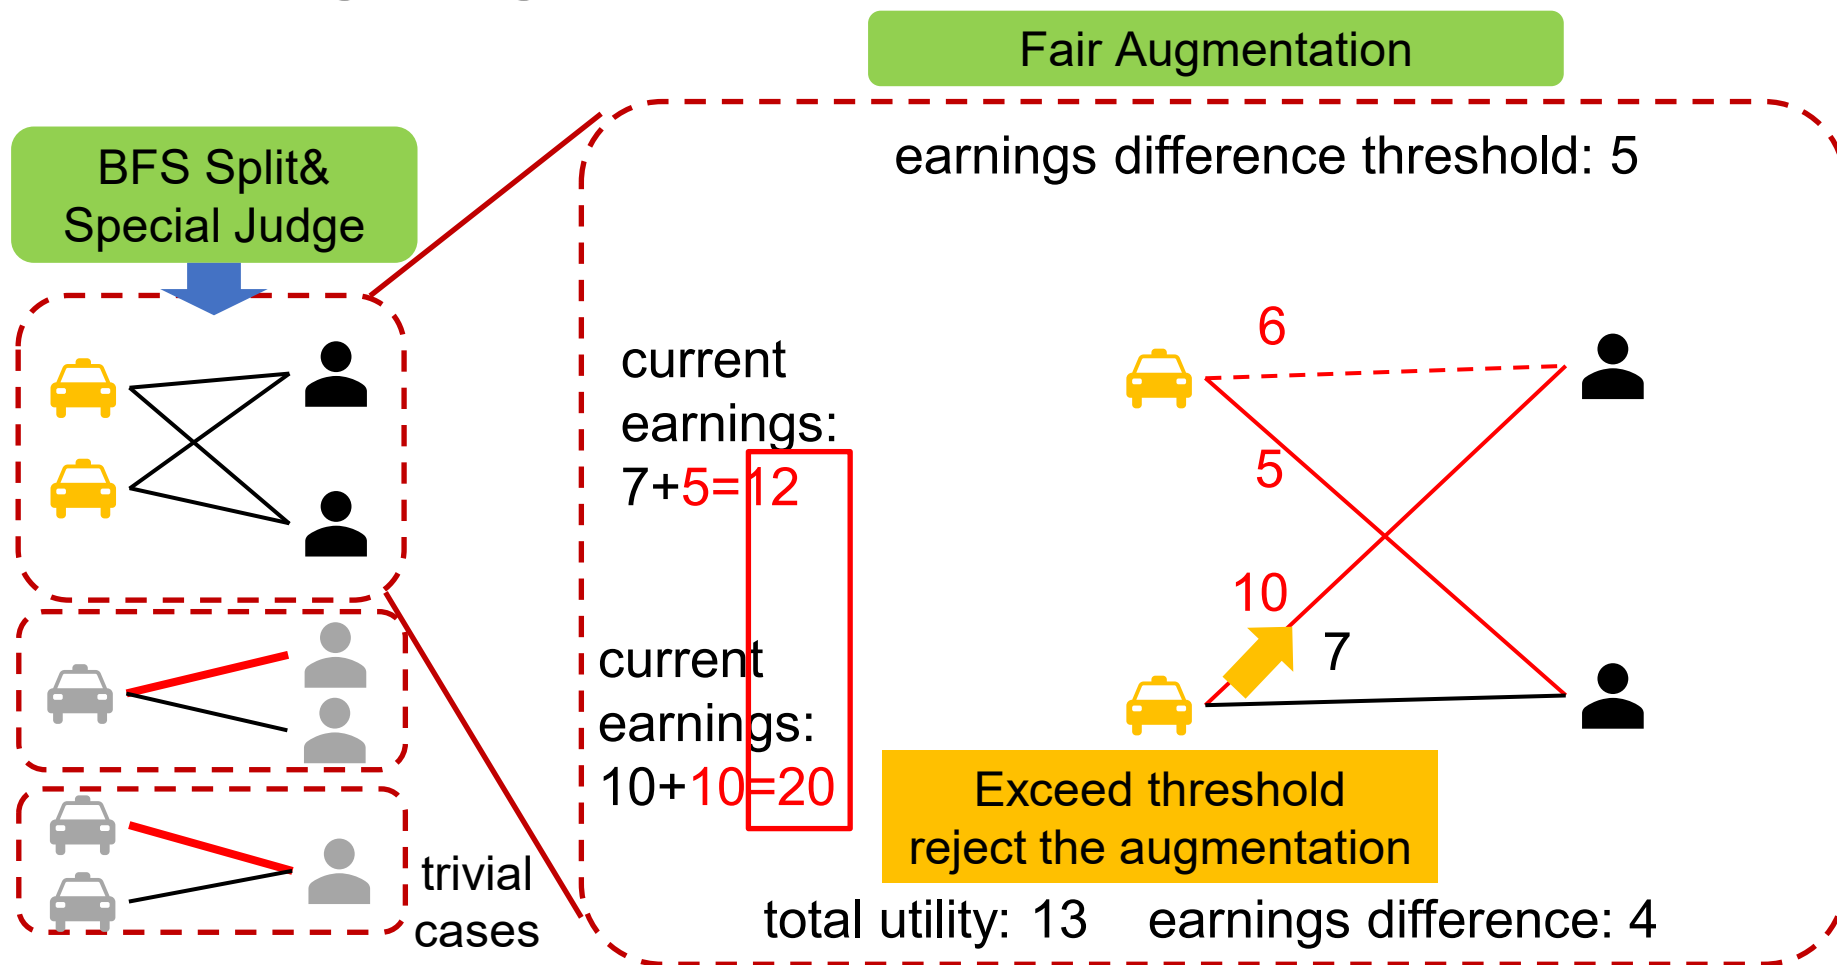 Fair Augmentation
BFS Split&
Special Judge
earnings difference threshold: 5
current
earnings:
7+5=12
6
5
10
7
current
earnings:
10+10=20
Exceed threshold
reject the augmentation
trivial
cases
total utility: 13 earnings difference: 4